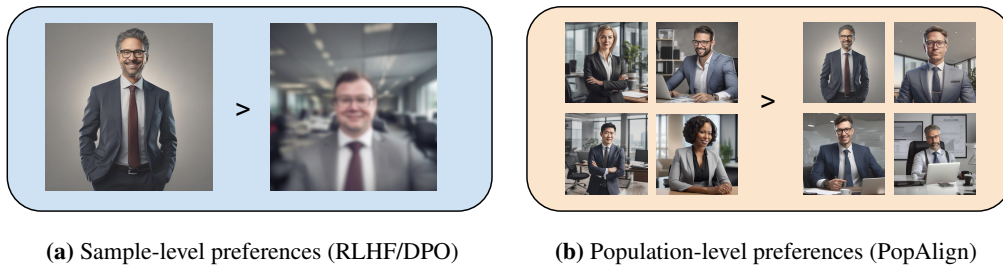 >
>
(a) Sample-level preferences (RLHF/DPO)
(b) Population-level preferences (PopAlign)